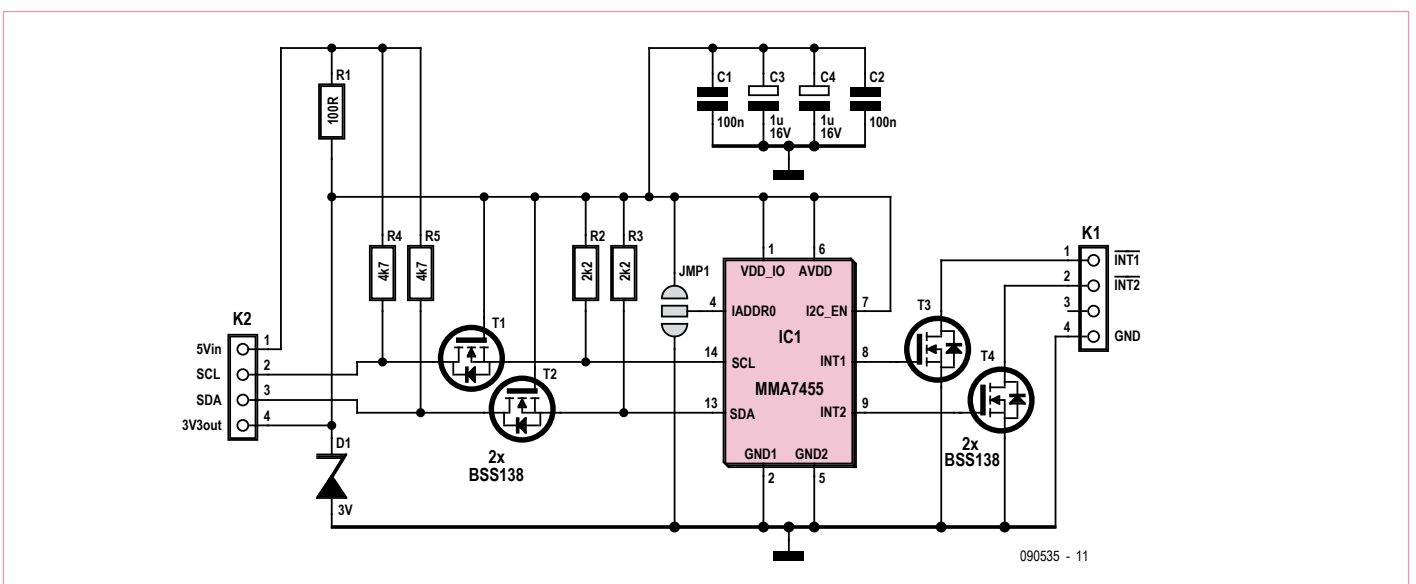 R1
100R
C1
C3
C4
C2
100n
1u
16V
1u
16V
100n
R4
R5
R2
R3
4k7
4k7
2k2
2k2
JMP1
1
6
VDD_IO
AVDD
K1
1
INT1
2
INT2
3
4
GND
4
IADDR0
I2C_EN
7
IC1
T3
K2
5Vin
1
SCL
2
SDA
3
3V3out
4
T1
T2
14
SCL
INT1
8
T4
MMA7455
13
SDA
INT2
9
2x
BSS138
2x
BSS138
GND1
GND2
2
5
D1
3V
090535 - 11